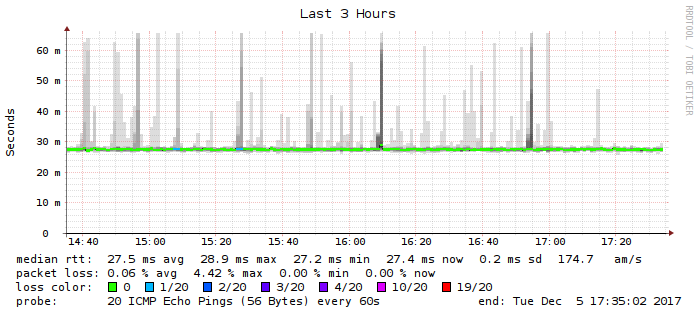 Last 3 Hours
RRDTOOL / TOBI OETIKER
Seconds
60 m
50 m
40 m
30 m
20 m
10 m
0
14:40 15:00 15:20 15:40 16:00 16:20 16:40 17:00 17:20
median rtt: 27.5 ms avg 28.9 ms max 27.2 ms min 27.4 ms now 0.2 ms sd 174.7 am/s
packet loss: 0.06 % avg 4.42 % max 0.00 % min 0.00 % now
loss color: 0 1/20 2/20 3/20 4/20 10/20 19/20
probe: 20 ICMP Echo Pings (56 Bytes) every 60s end: Tue Dec 5 17:35:02 2017